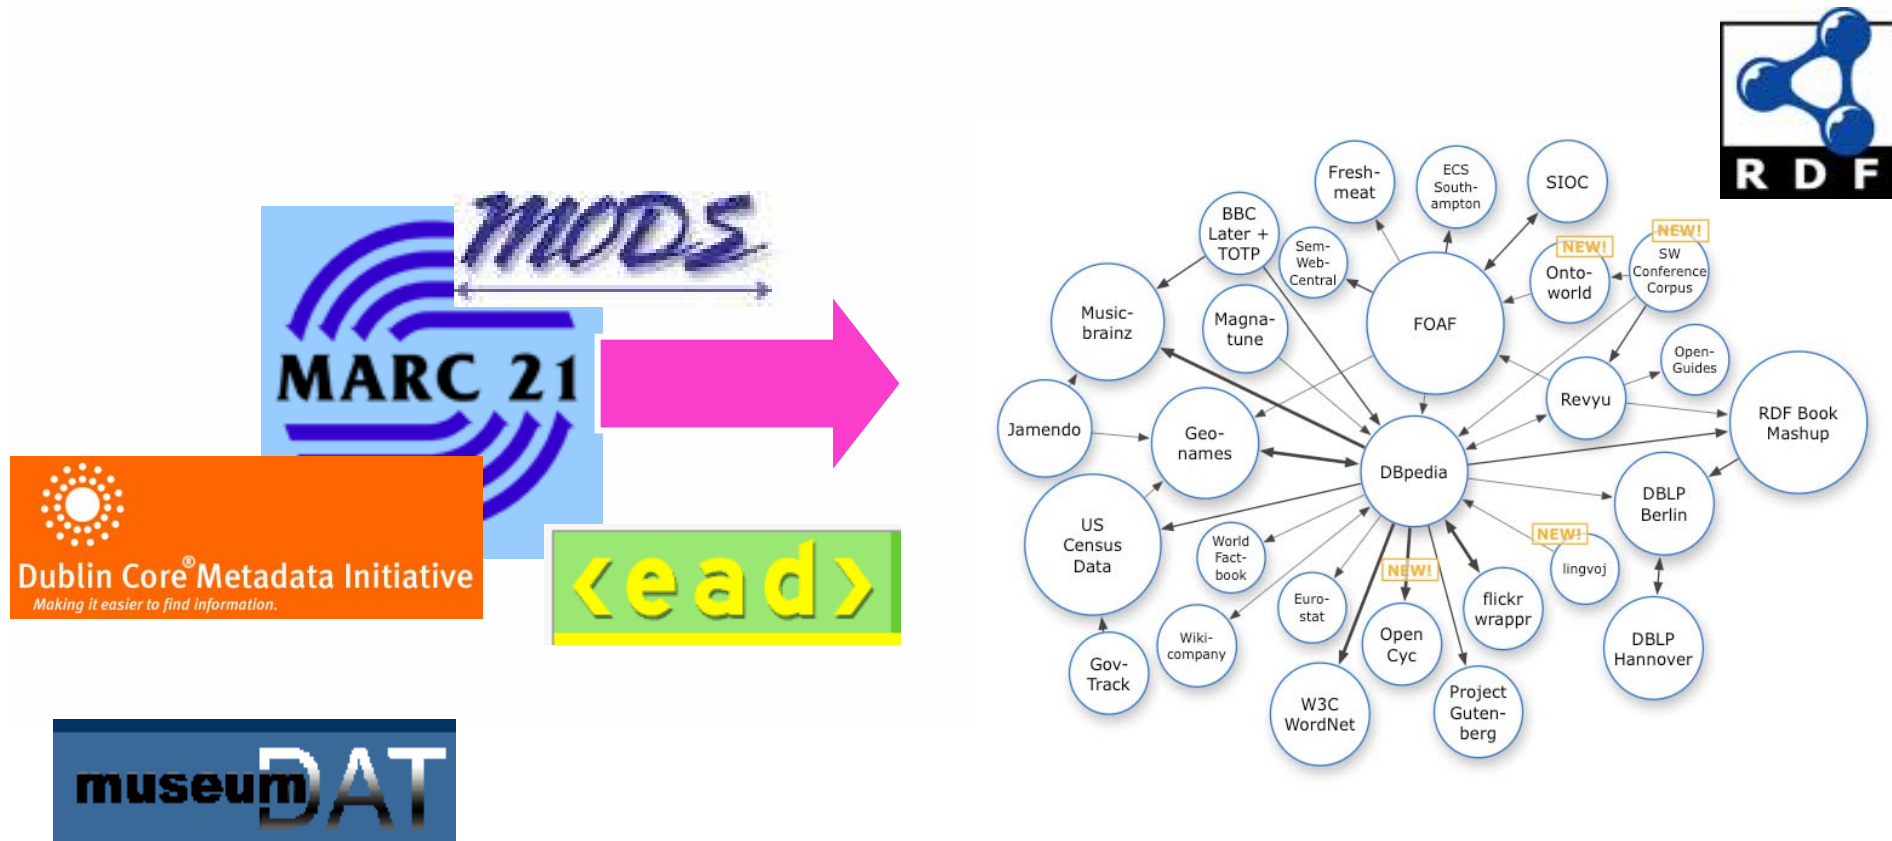 MODS
MARC 21
Dublin Core® Metadata Initiative
Making it easier to find information.
<ead>
museumDAT
RDF
Fresh-
meat
ECS
South-
ampton
SIOC
BBC
Later +
TOTP
Sem-
Web-
Central
NEW!
Onto-
world
NEW!
SW
Conference
Corpus
Music-
brainz
Magna-
tune
FOAF
Open-
Guides
Revyu
RDF Book
Mashup
Jamendo
Geo-
names
DBpedia
DBLP
Berlin
US
Census
Data
World
Fact-
book
NEW!
lingvoj
NEW!
Euro-
stat
flickr
wrappr
Open
Cyc
Wiki-
company
DBLP
Hannover
Gov-
Track
W3C
WordNet
Project
Guten-
berg